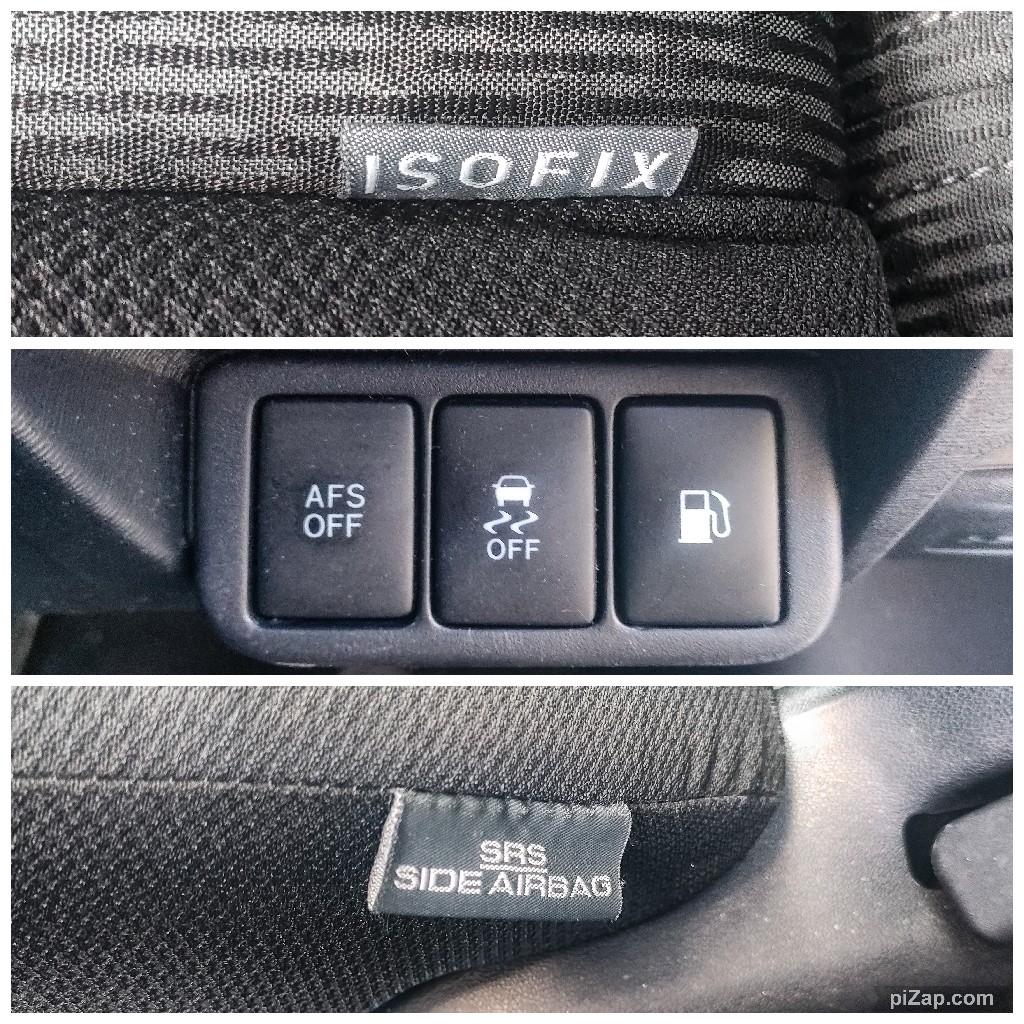 ISOFIX
AFS
OFF
OFF
SRS
SIDE AIRBAG
piZap.com